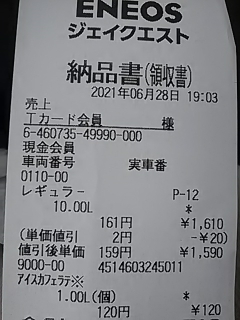 ENEOS
ジェイクエスト
納品書(領収書)
2021年06月28日 19:03
売上
Tカード会員 様
6-460735-49990-000
現金会員
車両番号 実車番
0110-00
レギュラー P-12
10.00L *
161円 ¥1,610
(単価値引 2円 -¥20)
値引後単価 159円 ¥1,590
9000-00 4514603245011
アイスカフェラテ※
1.00L(個) *
120円 ¥120